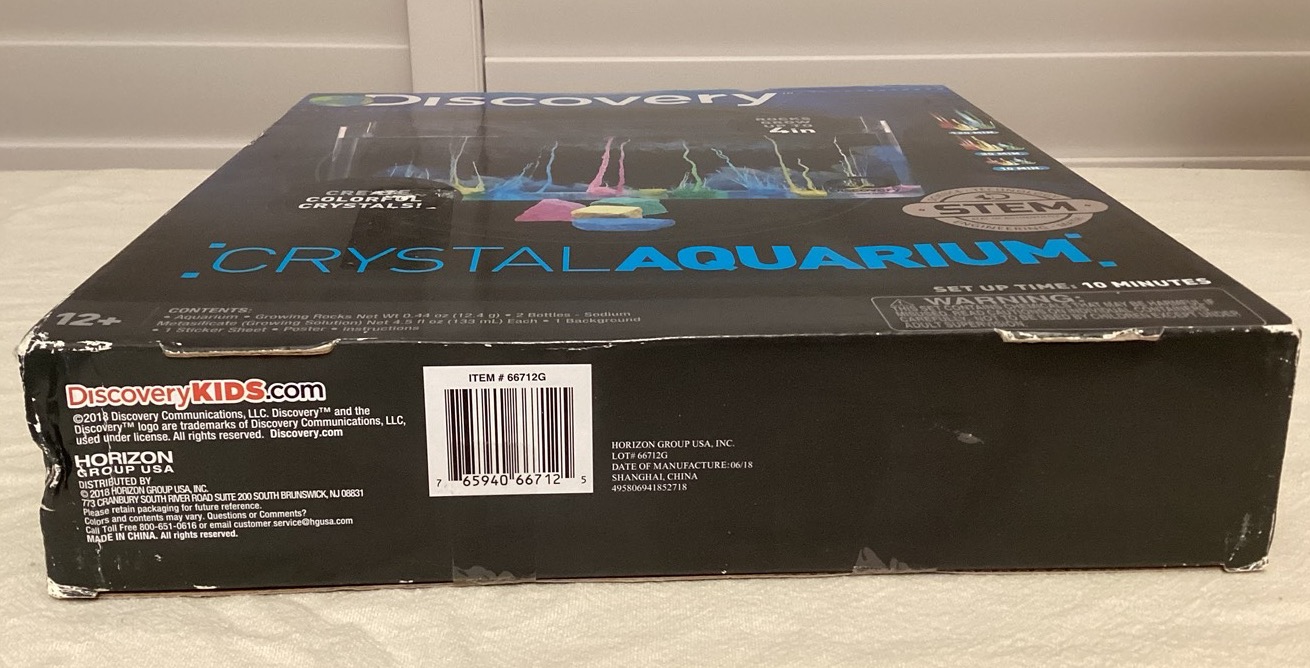 Discovery™
ROCKS
GROW
UP TO
4in
15 MIN
CREATE
COLORFUL
CRYSTALS!
STEM
ENGINEERING
CRYSTALAQUARIUM
SET UP TIME: 10 MINUTES
12+
CONTENTS:
• Aquarium • Growing Rocks Net Wt 0.44 oz (12.4 g) • 2 Bottles - Sodium
Metasilicate (Growing Solution) Net 4.5 fl oz (133 mL) Each • 1 Background
• 1 Sticker Sheet • Poster • Instructions
WARNING:
DiscoveryKIDS.com
©2018 Discovery Communications, LLC. Discovery™ and the
Discovery™ logo are trademarks of Discovery Communications, LLC,
used under license. All rights reserved. Discovery.com
HORIZON
GROUP USA
DISTRIBUTED BY
© 2018 HORIZON GROUP USA, INC.
773 CRANBURY SOUTH RIVER ROAD SUITE 200 SOUTH BRUNSWICK, NJ 08831
Please retain packaging for future reference.
Colors and contents may vary. Questions or Comments?
Call Toll Free 800-651-0616 or email customer.service@hgusa.com
MADE IN CHINA. All rights reserved.
ITEM # 66712G
7 65940 66712 5
HORIZON GROUP USA, INC.
LOT# 66712G
DATE OF MANUFACTURE: 06/18
SHANGHAI, CHINA
495806941852718